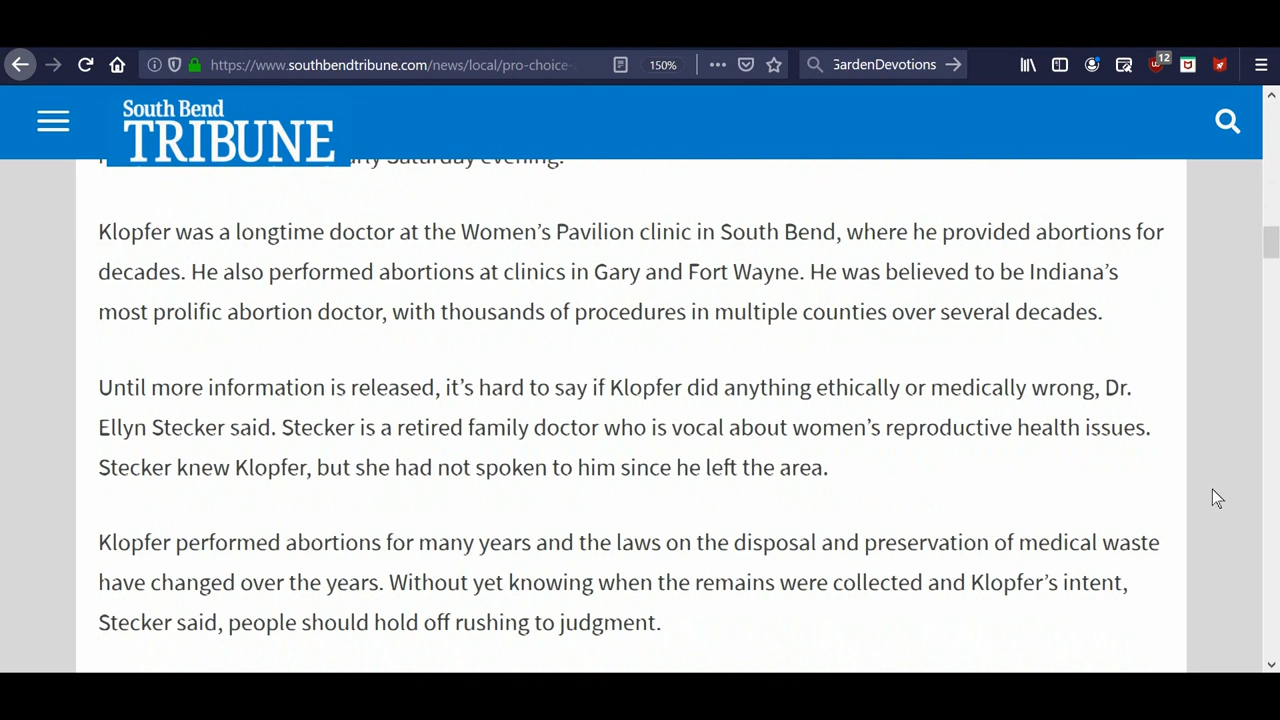 https://www.southbendtribune.com/news/local/pro-choice-
150%
GardenDevotions
12
South Bend
TRIBUNE
rly Saturday evening.
Klopfer was a longtime doctor at the Women’s Pavilion clinic in South Bend, where he provided abortions for
decades. He also performed abortions at clinics in Gary and Fort Wayne. He was believed to be Indiana’s
most prolific abortion doctor, with thousands of procedures in multiple counties over several decades.
Until more information is released, it’s hard to say if Klopfer did anything ethically or medically wrong, Dr.
Ellyn Stecker said. Stecker is a retired family doctor who is vocal about women’s reproductive health issues.
Stecker knew Klopfer, but she had not spoken to him since he left the area.
Klopfer performed abortions for many years and the laws on the disposal and preservation of medical waste
have changed over the years. Without yet knowing when the remains were collected and Klopfer’s intent,
Stecker said, people should hold off rushing to judgment.